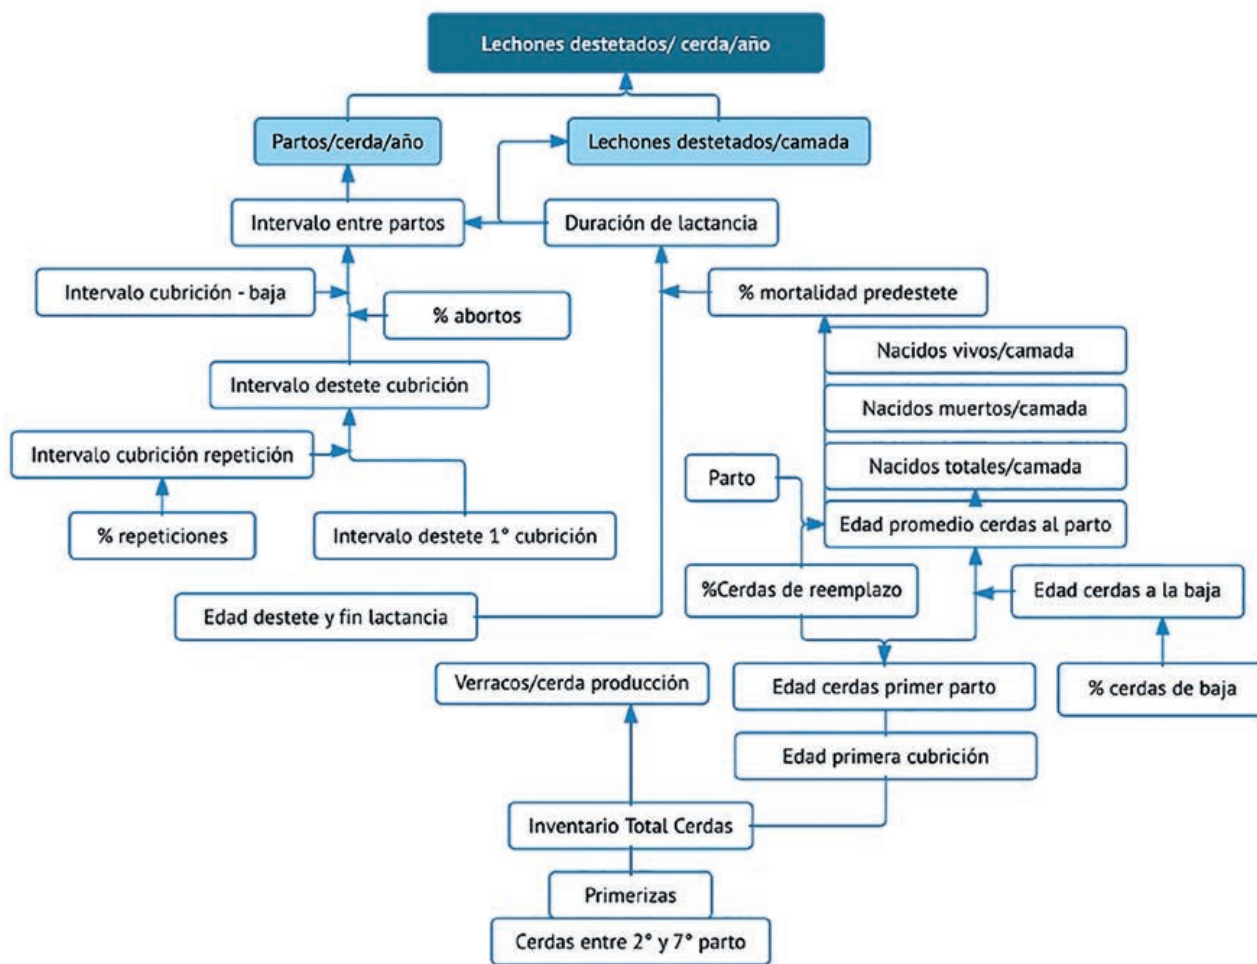 Lechones destetados/ cerda/año
Partos/cerda/año
Lechones destetados/camada
Intervalo entre partos
Duración de lactancia
Intervalo cubrición - baja
% mortalidad predestete
% abortos
Nacidos vivos/camada
Intervalo destete cubrición
Nacidos muertos/camada
Intervalo cubrición repetición
Nacidos totales/camada
Parto
% repeticiones
Intervalo destete 1° cubrición
Edad promedio cerdas al parto
%Cerdas de reemplazo
Edad cerdas a la baja
Edad destete y fin lactancia
Verracos/cerda producción
Edad cerdas primer parto
% cerdas de baja
Edad primera cubrición
Inventario Total Cerdas
Primerizas
Cerdas entre 2° y 7° parto